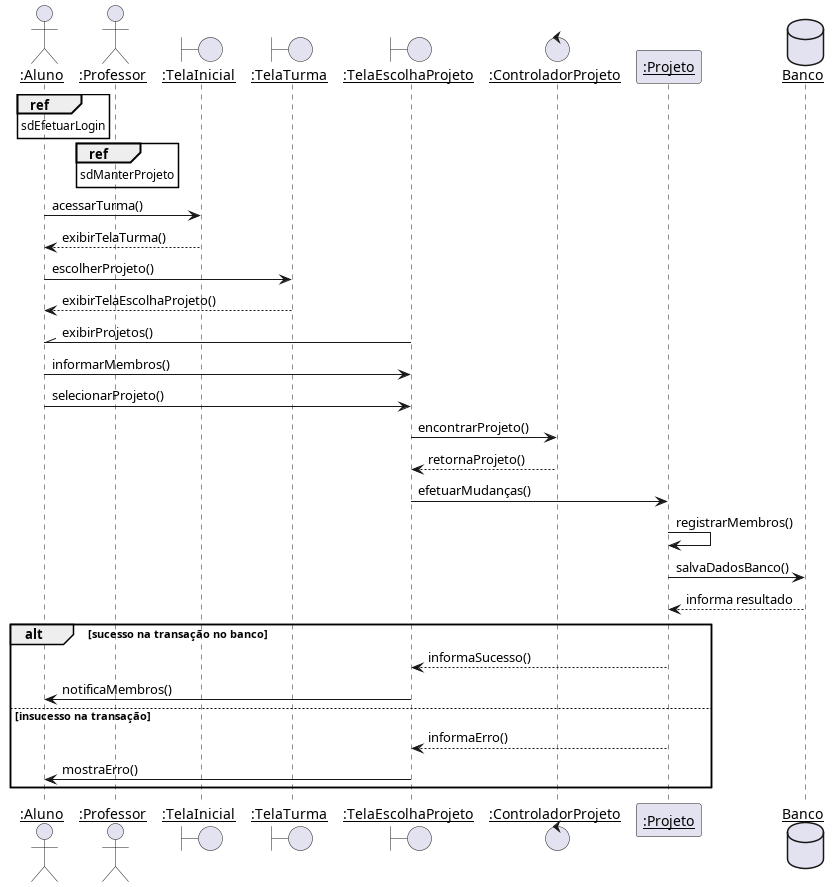 :Aluno :Professor :TelaInicial :TelaTurma :TelaEscolhaProjeto :ControladorProjeto :Projeto Banco
ref
sdEfetuarLogin
ref
sdManterProjeto
acessarTurma()
exibirTelaTurma()
escolherProjeto()
exibirTelaEscolhaProjeto()
exibirProjetos()
informarMembros()
selecionarProjeto()
encontrarProjeto()
retornaProjeto()
efetuarMudanças()
registrarMembros()
salvaDadosBanco()
informa resultado
alt [sucesso na transação no banco]
informaSucesso()
notificaMembros()
[insucesso na transação]
informaErro()
mostraErro()
:Aluno :Professor :TelaInicial :TelaTurma :TelaEscolhaProjeto :ControladorProjeto :Projeto Banco